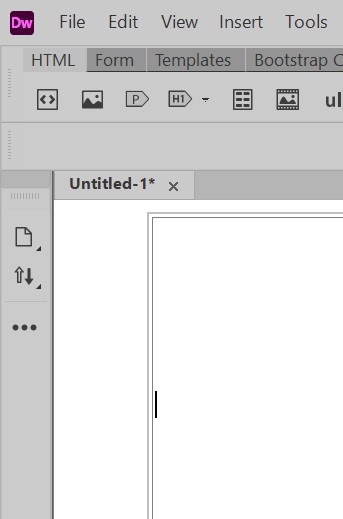 Dw File Edit View Insert Tools
HTML Form Templates Bootstrap C
P H1 ul
Untitled-1*